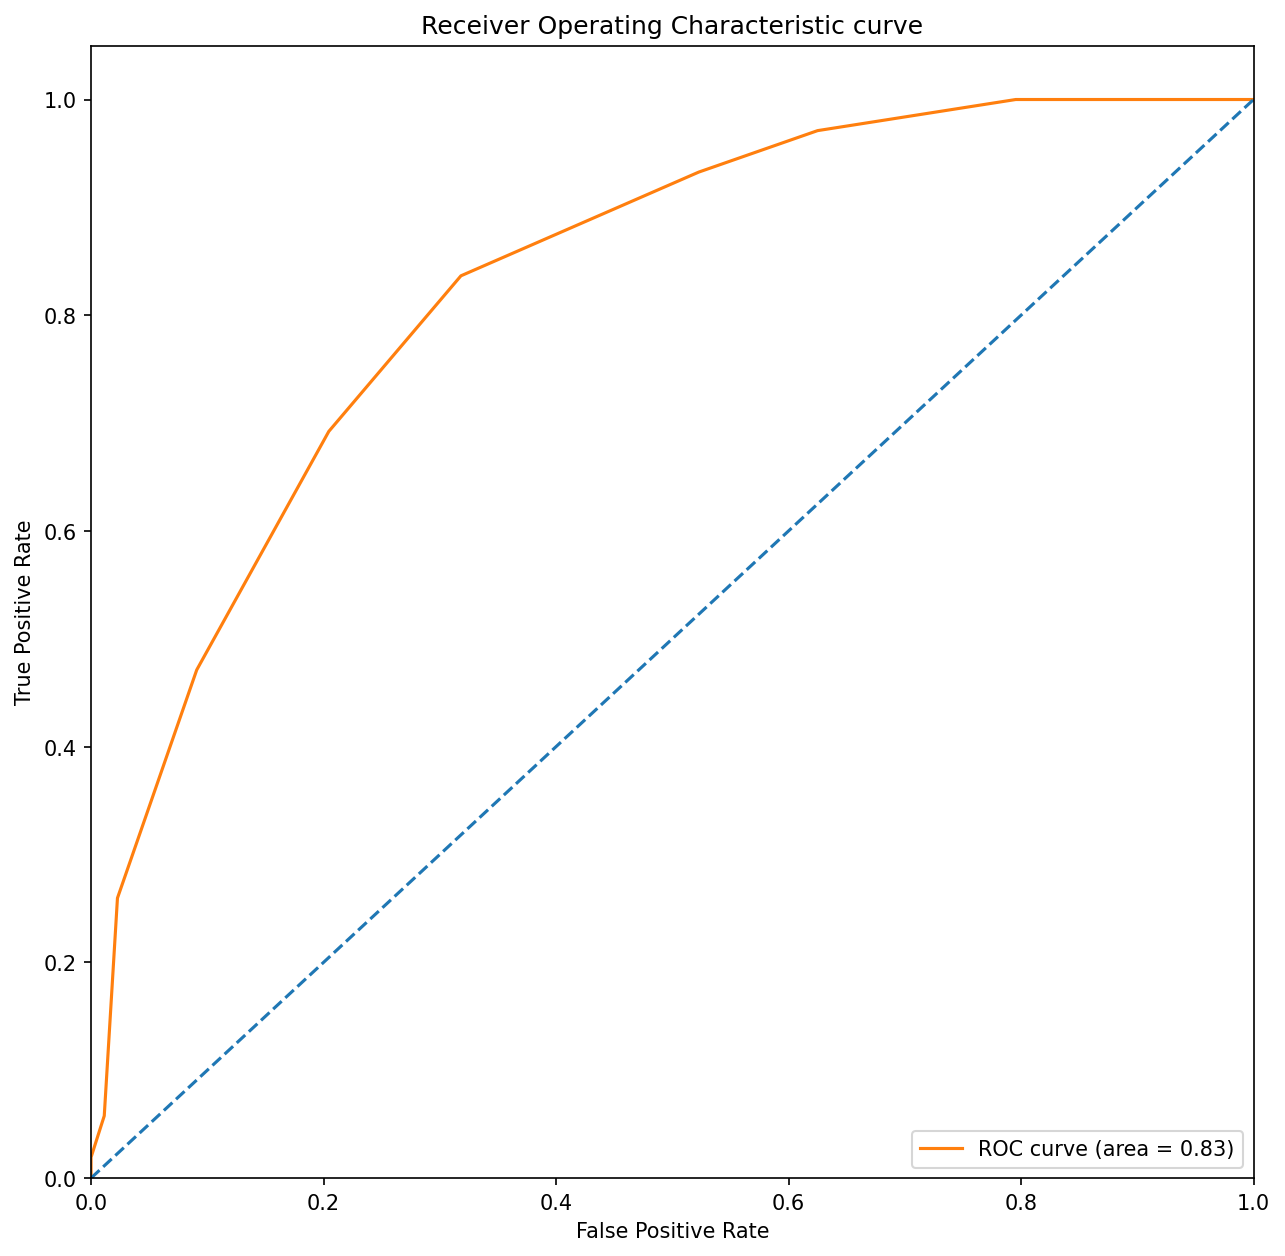 Receiver Operating Characteristic curve
1.0
0.8
0.6
0.4
0.2
0.0
True Positive Rate
ROC curve (area = 0.83)
0.0 0.2 0.4 0.6 0.8 1.0
False Positive Rate